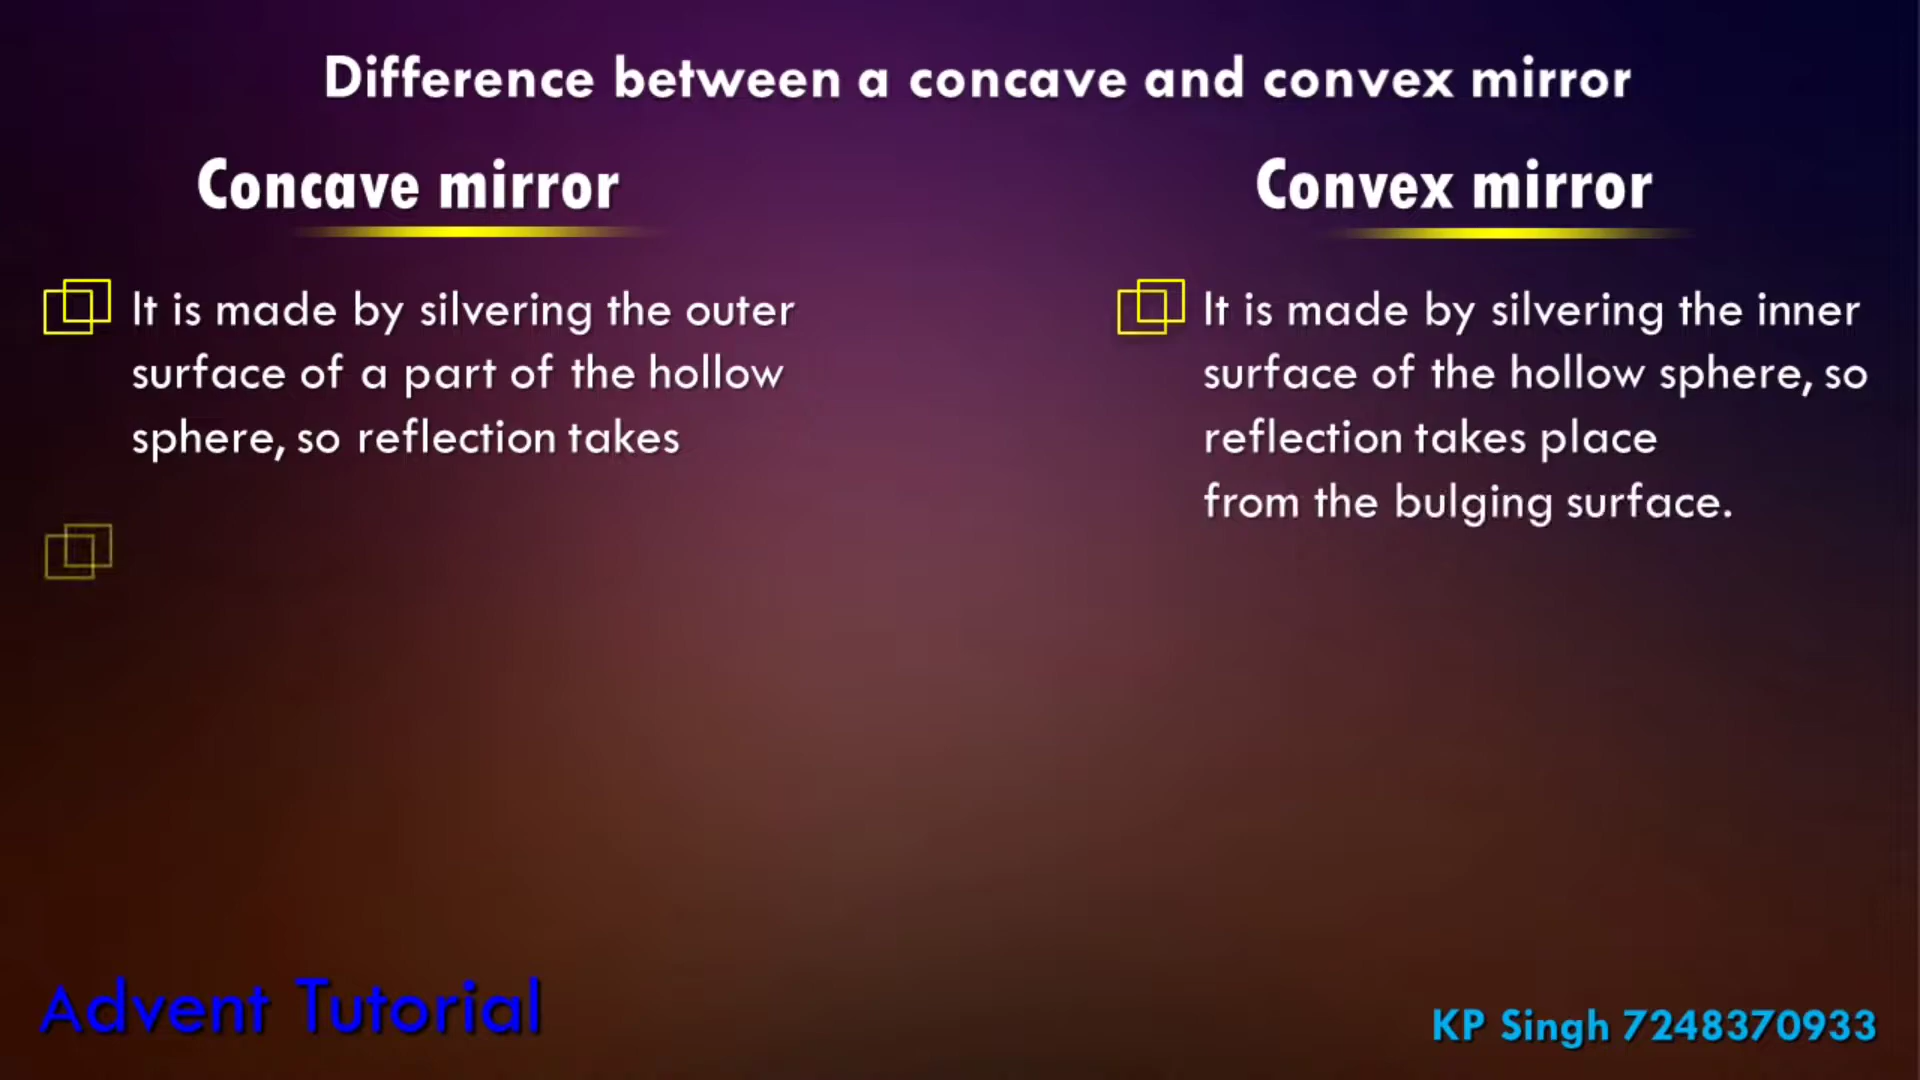 Difference between a concave and convex mirror
Concave mirror
It is made by silvering the outer
surface of a part of the hollow
sphere, so reflection takes
Convex mirror
It is made by silvering the inner
surface of the hollow sphere, so
reflection takes place
from the bulging surface.
Advent Tutorial
KP Singh 7248370933